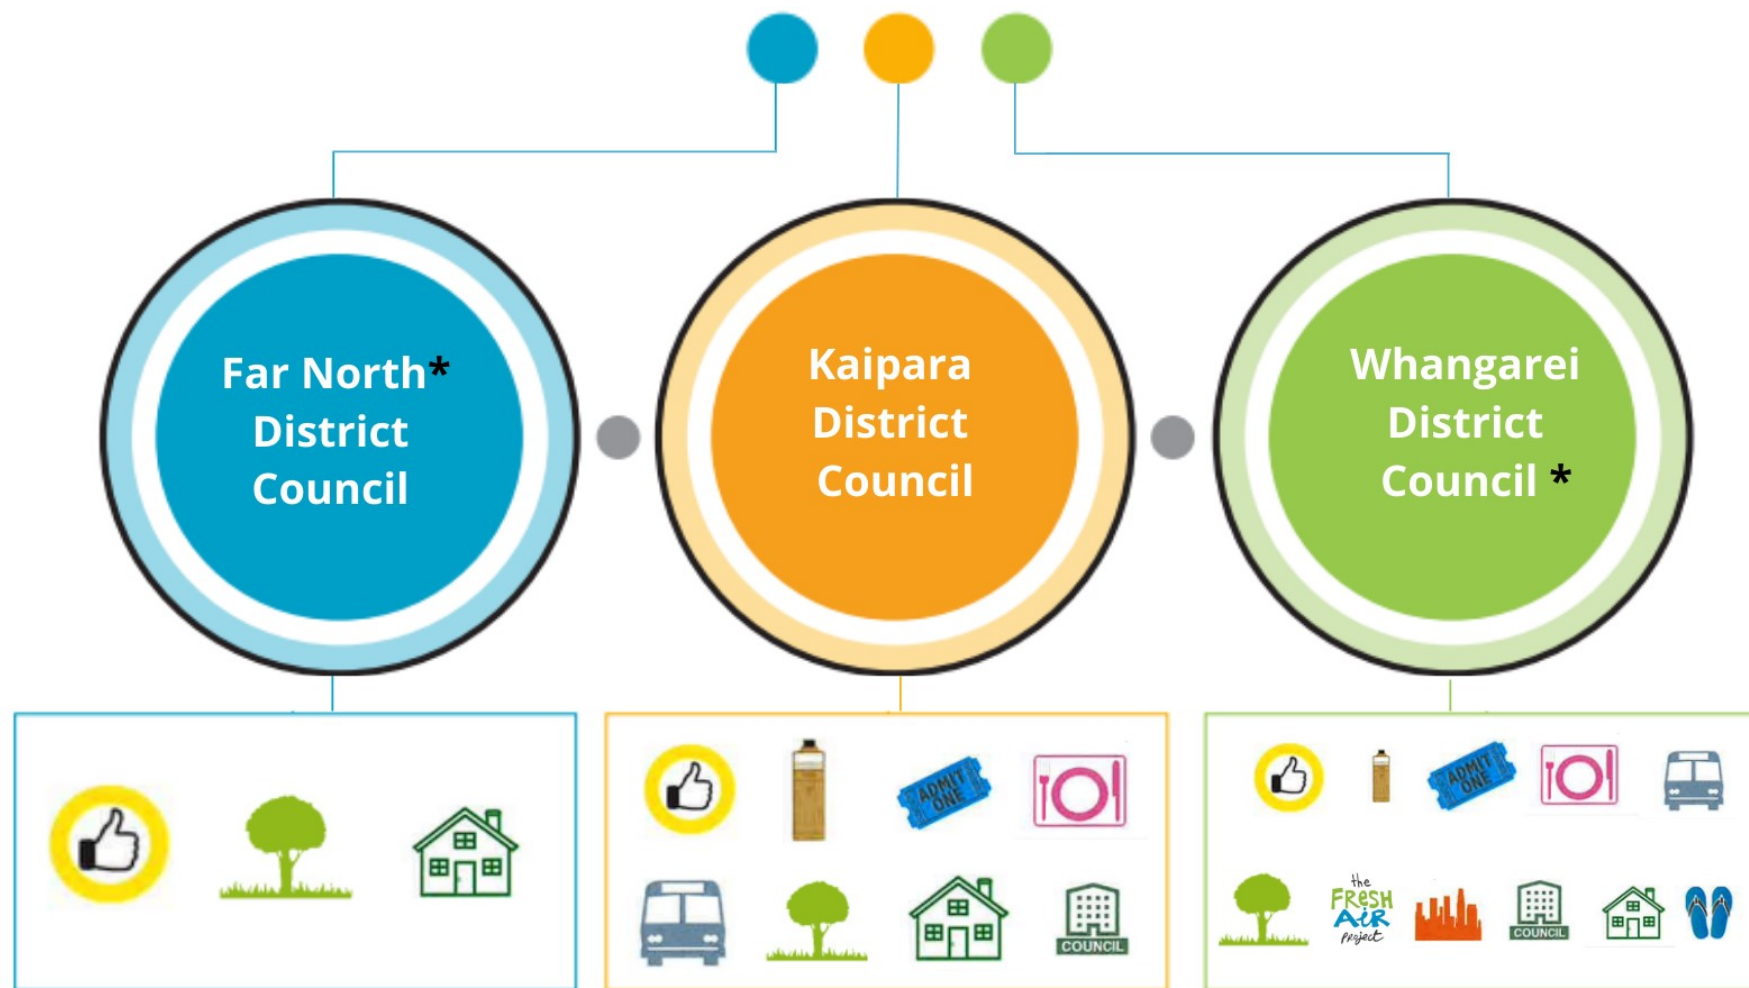 Far North*
District
Council
Kaipara
District
Council
Whangarei
District
Council *
ADMIT
ONE
COUNCIL
ADMIT
ONE
the
FRESH
AIR
PROJECT
COUNCIL